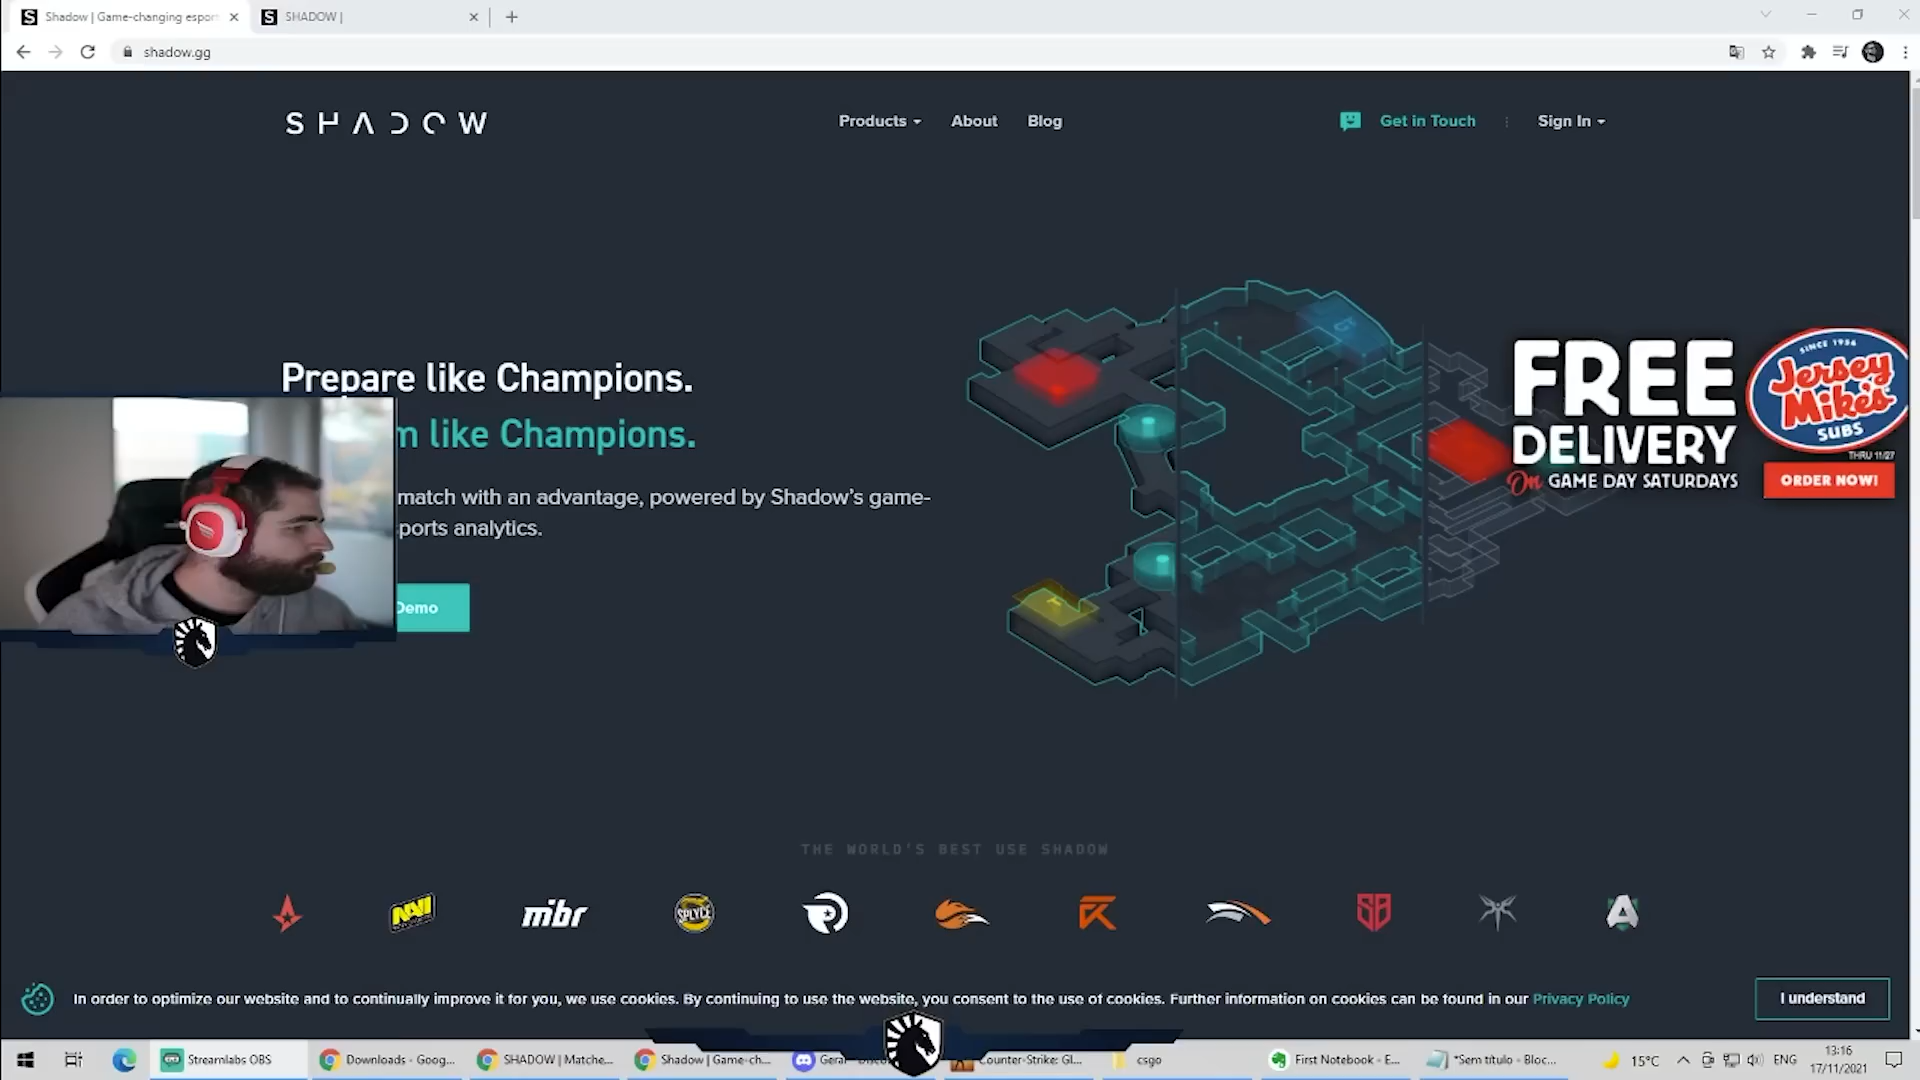 Shadow | Game-changing esport
SHADOW |
shadow.gg
SHADOW
Products
About
Blog
Get in Touch
Sign In
Prepare like Champions.
like Champions.
match with an advantage, powered by Shadow's game-
ports analytics.
Demo
FREE
DELIVERY
On GAME DAY SATURDAYS
SINCE 1956
Jersey
Mike's
SUBS
THRU 11/27
ORDER NOW!
THE WORLD'S BEST USE SHADOW
NAVI
mibr
SPLYCE
SB
In order to optimize our website and to continually improve it for you, we use cookies. By continuing to use the website, you consent to the use of cookies. Further information on cookies can be found in our Privacy Policy
I understand
Streamlabs OBS
Downloads - Goog...
SHADOW | Matche...
Shadow | Game-ch...
Counter-Strike: Gl...
csgo
First Notebook - E...
*Sem título - Bloc...
15°C
ENG
13:16
17/11/2021